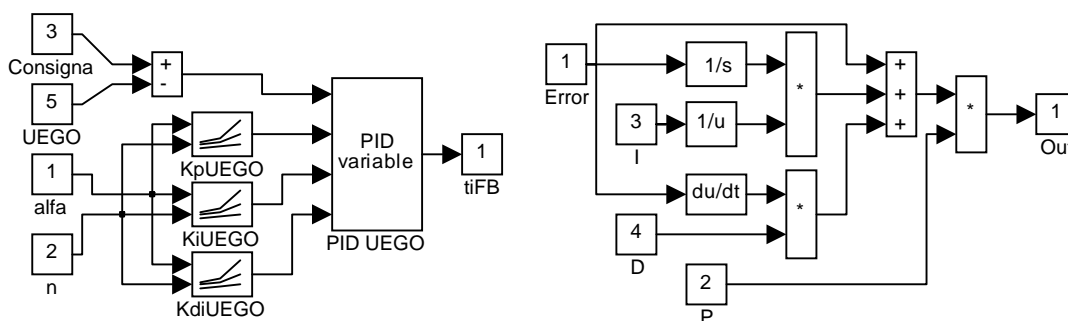 3
Consigna
5
UEGO
1
alfa
2
n
+
-
KpUEGO
KiUEGO
KdiUEGO
PID
variable
PID UEGO
1
tiFB
1
Error
3
I
4
D
2
P
1/s
1/u
du/dt
*
*
+
+
+
*
1
Out